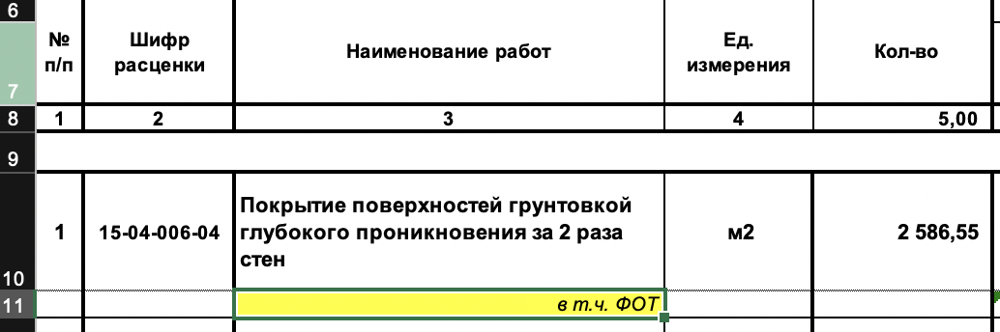 6
№ п/п Шифр расценки Наименование работ Ед. измерения Кол-во
7
8 1 2 3 4 5,00
9
10 1 15-04-006-04 Покрытие поверхностей грунтовкой глубокого проникновения за 2 раза стен м2 2 586,55
11 в т.ч. ФОТ